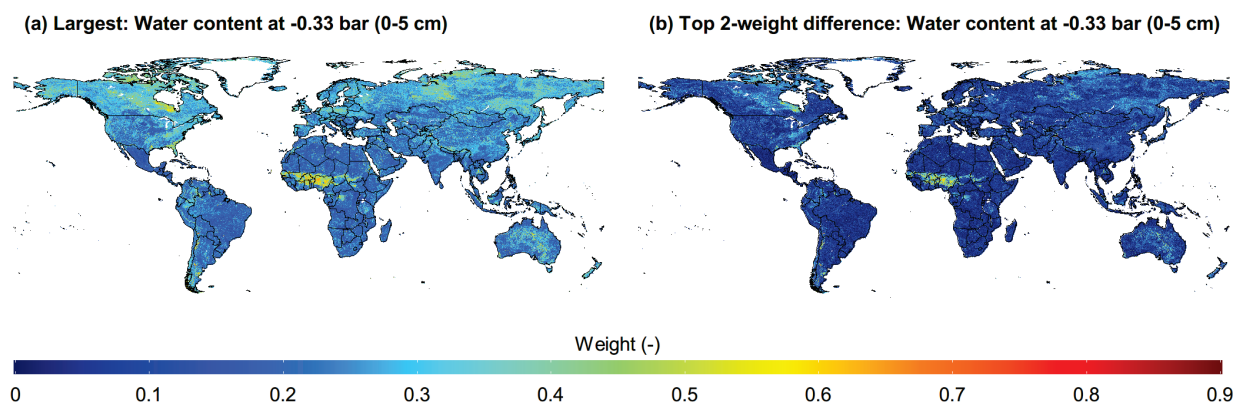 (a) Largest: Water content at -0.33 bar (0-5 cm)
(b) Top 2-weight difference: Water content at -0.33 bar (0-5 cm)
Weight (-)
0 0.1 0.2 0.3 0.4 0.5 0.6 0.7 0.8 0.9